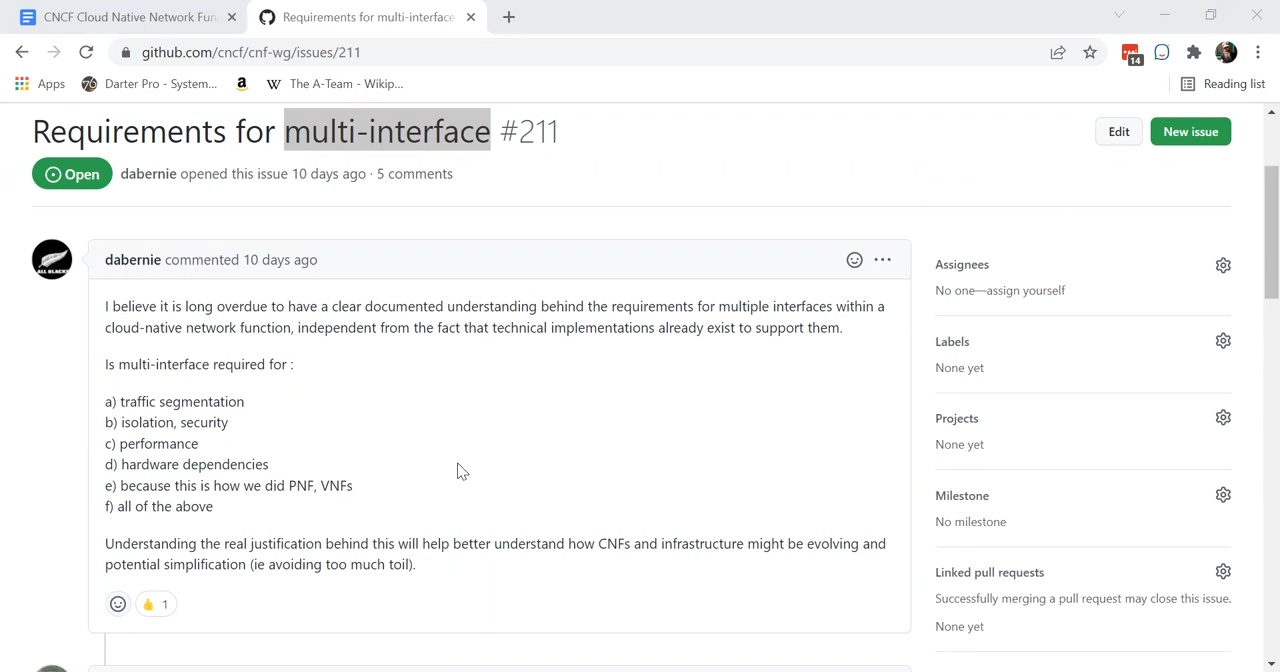 CNCF Cloud Native Network Fun
Requirements for multi-interface
github.com/cncf/cnf-wg/issues/211
14
Apps
76
Darter Pro - System...
a
W
The A-Team - Wikip...
Reading list
Requirements for multi-interface #211
Edit
New issue
Open
dabernie opened this issue 10 days ago · 5 comments
ALL BLACKS
dabernie commented 10 days ago
I believe it is long overdue to have a clear documented understanding behind the requirements for multiple interfaces within a
cloud-native network function, independent from the fact that technical implementations already exist to support them.
Is multi-interface required for :
a) traffic segmentation
b) isolation, security
c) performance
d) hardware dependencies
e) because this is how we did PNF, VNFs
f) all of the above
Understanding the real justification behind this will help better understand how CNFs and infrastructure might be evolving and
potential simplification (ie avoiding too much toil).
1
Assignees
No one—assign yourself
Labels
None yet
Projects
None yet
Milestone
No milestone
Linked pull requests
Successfully merging a pull request may close this issue.
None yet